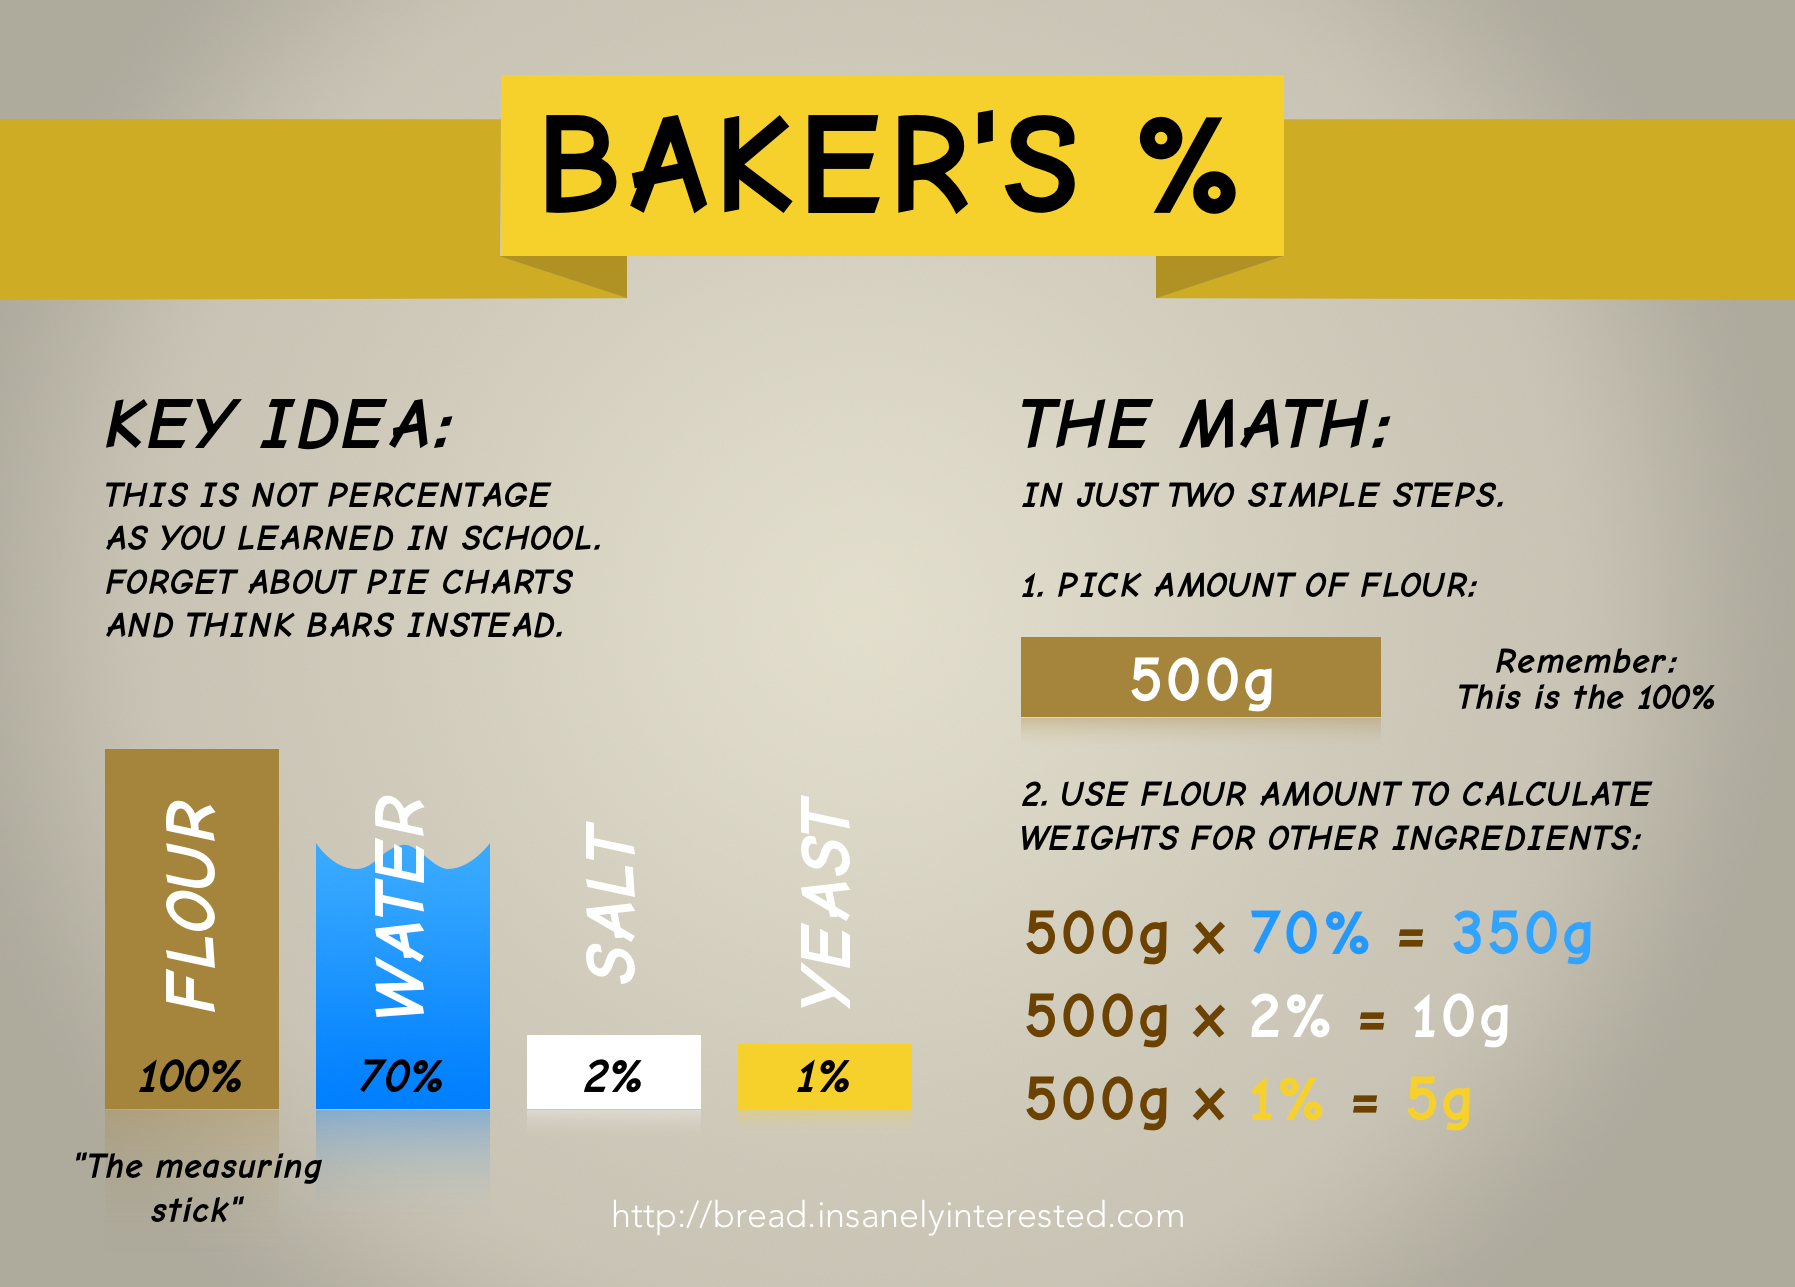 BAKER'S %
KEY IDEA:
THIS IS NOT PERCENTAGE
AS YOU LEARNED IN SCHOOL.
FORGET ABOUT PIE CHARTS
AND THINK BARS INSTEAD.
FLOUR
100%
WATER
70%
SALT
2%
YEAST
1%
"The measuring
stick"
THE MATH:
IN JUST TWO SIMPLE STEPS.
1. PICK AMOUNT OF FLOUR:
500g
Remember:
This is the 100%
2. USE FLOUR AMOUNT TO CALCULATE
WEIGHTS FOR OTHER INGREDIENTS:
500g x 70% = 350g
500g x 2% = 10g
500g x 1% = 5g
http://bread.insanelyinterested.com